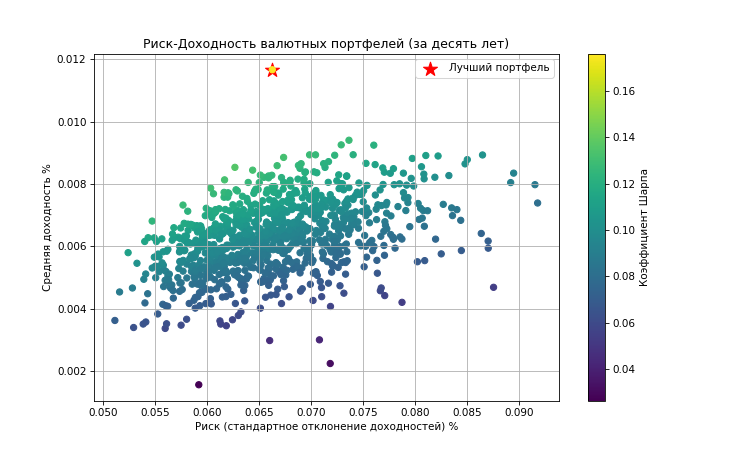 Риск-Доходность валютных портфелей (за десять лет)
Лучший портфель
Средняя доходность %
0.012
0.010
0.008
0.006
0.004
0.002
0.050 0.055 0.060 0.065 0.070 0.075 0.080 0.085 0.090
Риск (стандартное отклонение доходностей) %
0.16
0.14
0.12
0.10
0.08
0.06
0.04
Коэффициент Шарпа